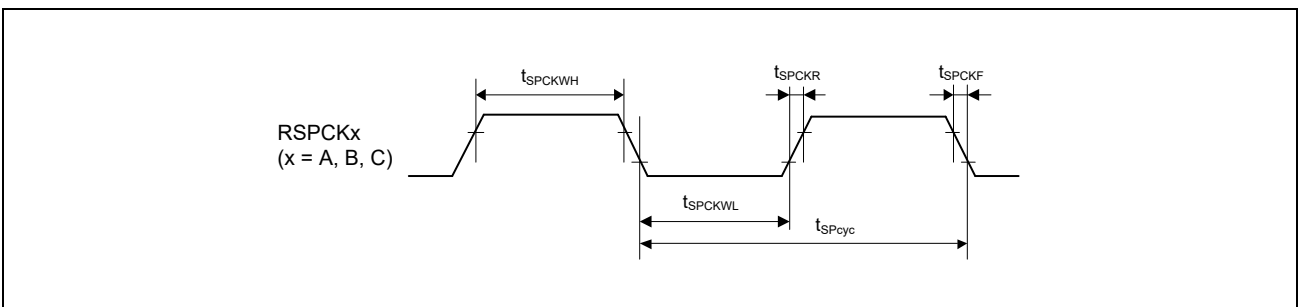 tSPCKWH
tSPCKR
tSPCKF
RSPCKx
(x = A, B, C)
tSPCKWL
tSPcyc